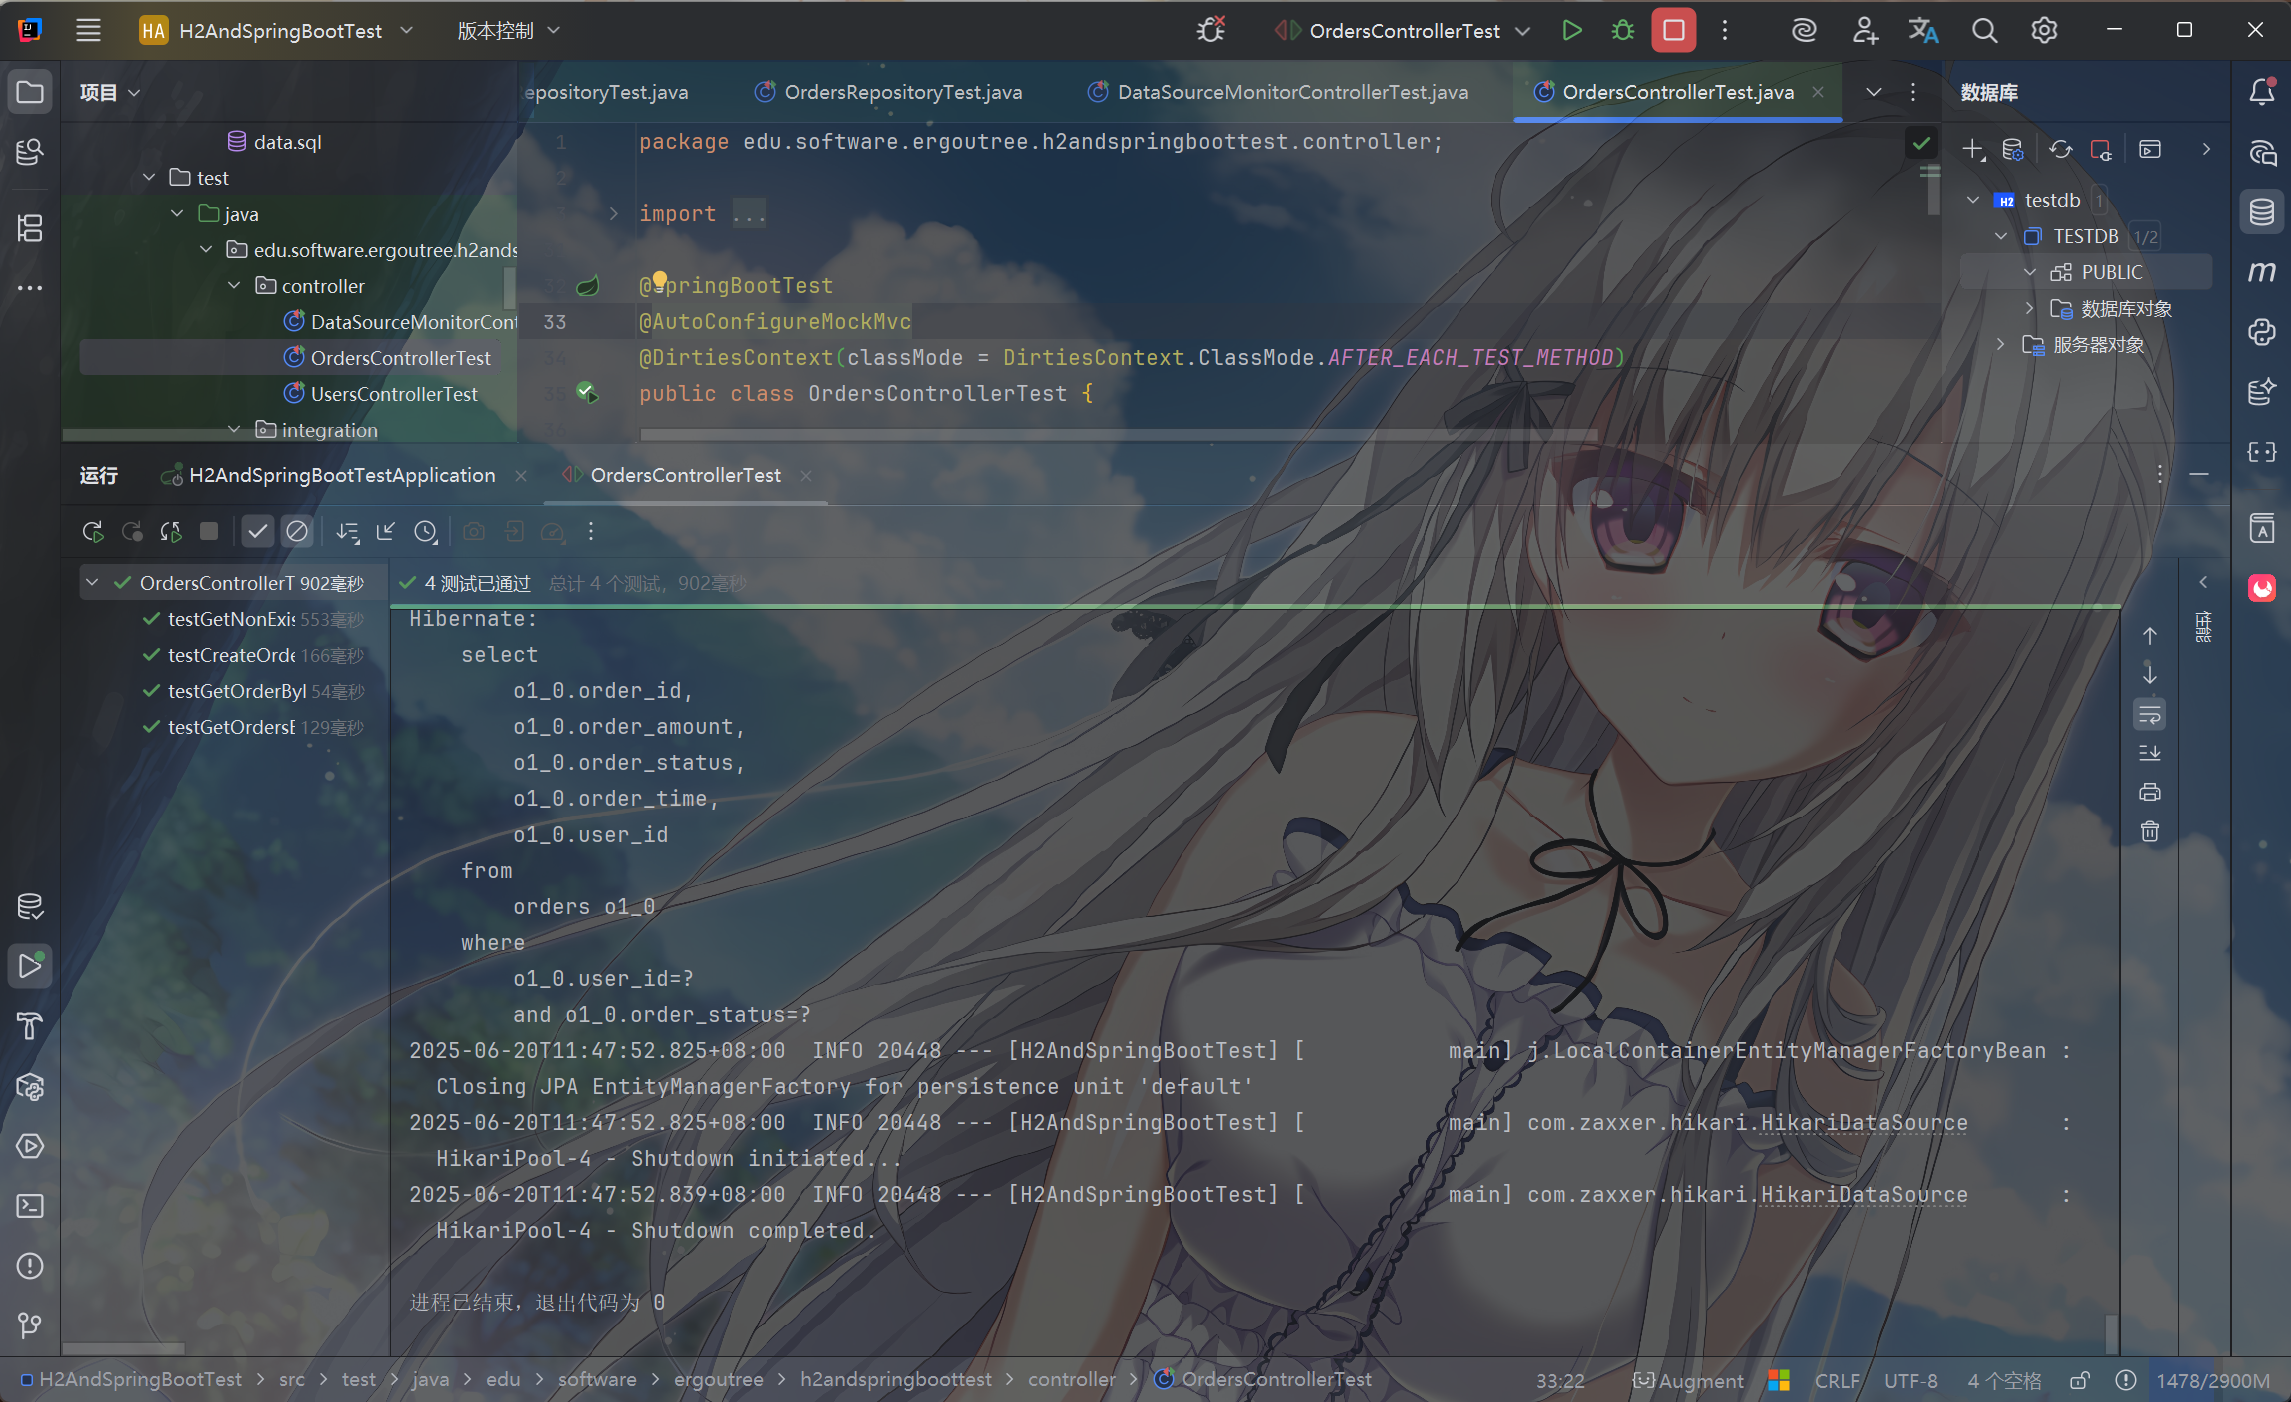 HA H2AndSpringBootTest 版本控制 OrdersControllerTest
项目
data.sql
test
java
edu.software.ergoutree.h2ands
controller
DataSourceMonitorCont
OrdersControllerTest
UsersControllerTest
integration
epositoryTest.java OrdersRepositoryTest.java DataSourceMonitorControllerTest.java OrdersControllerTest.java
1 package edu.software.ergoutree.h2andspringboottest.controller;
2
3 import ...
32 @SpringBootTest
33 @AutoConfigureMockMvc
34 @DirtiesContext(classMode = DirtiesContext.ClassMode.AFTER_EACH_TEST_METHOD)
35 public class OrdersControllerTest {
36
数据库
H2 testdb 1
TESTDB 1/2
PUBLIC
数据库对象
服务器对象
运行 H2AndSpringBootTestApplication OrdersControllerTest
OrdersControllerT 902毫秒
testGetNonExis 553毫秒
testCreateOrde 166毫秒
testGetOrderByI 54毫秒
testGetOrdersB 129毫秒
4 测试已通过 总计 4 个测试, 902毫秒
Hibernate:
select
o1_0.order_id,
o1_0.order_amount,
o1_0.order_status,
o1_0.order_time,
o1_0.user_id
from
orders o1_0
where
o1_0.user_id=?
and o1_0.order_status=?
2025-06-20T11:47:52.825+08:00  INFO 20448 --- [H2AndSpringBootTest] [           main] j.LocalContainerEntityManagerFactoryBean :
Closing JPA EntityManagerFactory for persistence unit 'default'
2025-06-20T11:47:52.825+08:00  INFO 20448 --- [H2AndSpringBootTest] [           main] com.zaxxer.hikari.HikariDataSource       :
HikariPool-4 - Shutdown initiated...
2025-06-20T11:47:52.839+08:00  INFO 20448 --- [H2AndSpringBootTest] [           main] com.zaxxer.hikari.HikariDataSource       :
HikariPool-4 - Shutdown completed.
进程已结束，退出代码为 0
性能
H2AndSpringBootTest > src > test > java > edu > software > ergoutree > h2andspringboottest > controller > OrdersControllerTest 33:22 Augment CRLF UTF-8 4 个空格 1478/2900M